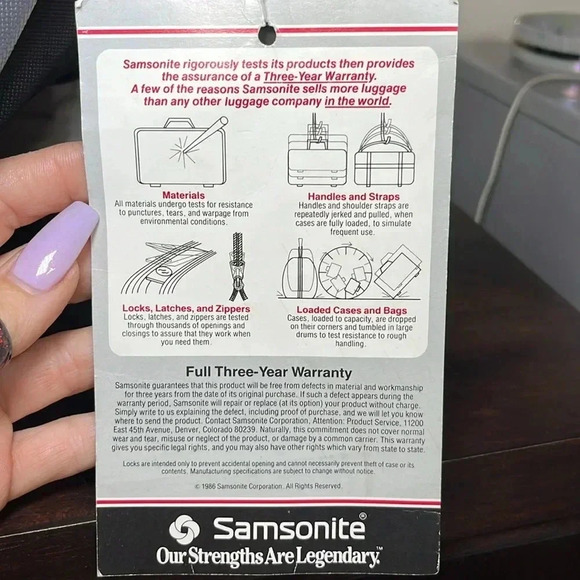 Samsonite rigorously tests its products then provides
the assurance of a Three-Year Warranty.
A few of the reasons Samsonite sells more luggage
than any other luggage company in the world.
Materials
All materials undergo tests for resistance
to punctures, tears, and warpage from
environmental conditions.
Handles and Straps
Handles and shoulder straps are
repeatedly jerked and pulled, when
cases are fully loaded, to simulate
frequent use.
Locks, Latches, and Zippers
Locks, latches, and zippers are tested
through thousands of openings and
closings to assure that they work when
you need them.
Loaded Cases and Bags
Cases, loaded to capacity, are dropped
on their corners and tumbled in large
drums to test resistance to rough
handling.
Full Three-Year Warranty
Samsonite guarantees that this product will be free from defects in material and workmanship
for three years from the date of its original purchase. If such a defect appears during the
warranty period, Samsonite will repair or replace (at its option) your product without charge.
Simply write to us explaining the defect, including proof of purchase, and we will let you know
where to send the product. Contact Samsonite Corporation, Attention: Product Service, 11200
East 45th Avenue, Denver, Colorado 80239. Naturally, this commitment does not cover normal
wear and tear, misuse or neglect of the product, or damage by a common carrier. This warranty
gives you specific legal rights, and you may also have other rights which vary from state to state.
Locks are intended only to prevent accidental opening and cannot necessarily prevent theft of case or its
contents. Manufacturing specifications are subject to change without notice.
© 1986 Samsonite Corporation. All Rights Reserved.
Samsonite®
Our Strengths Are Legendary.™